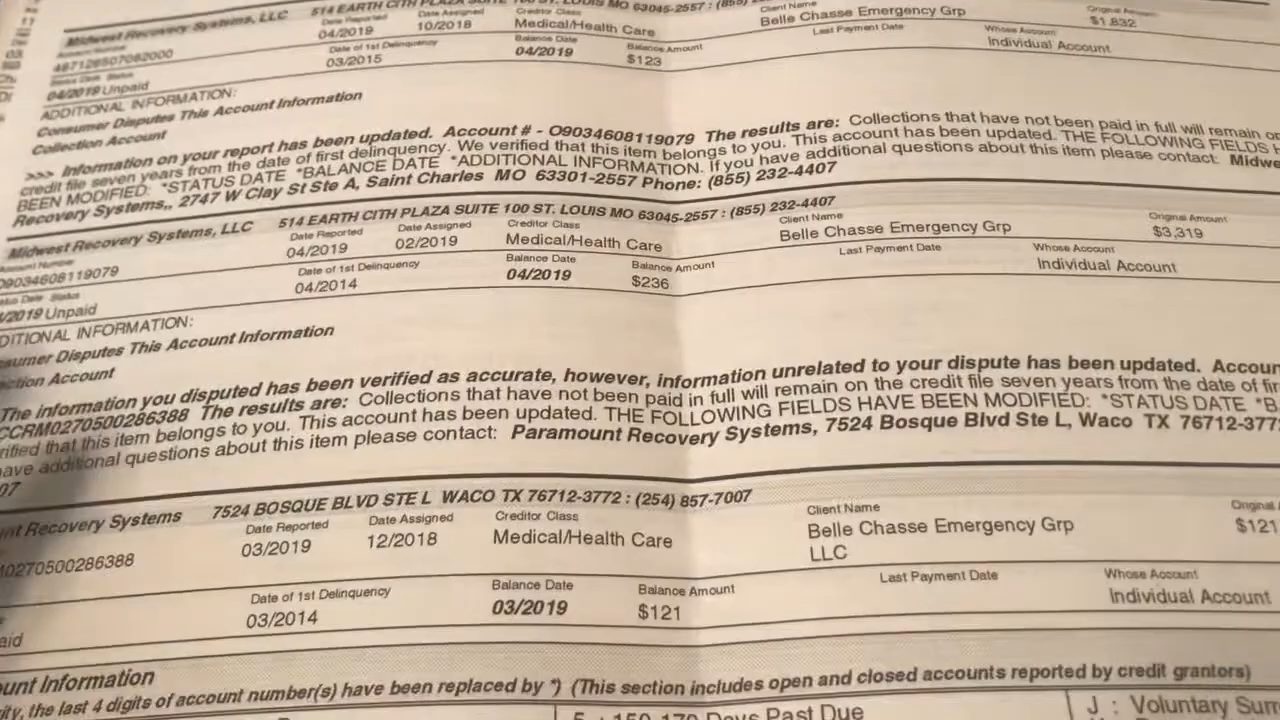 Midwest Recovery Systems, LLC 514 EARTH CITH PLAZA SUITE 100 ST. LOUIS MO 63045-2557 : (855)
Account Number Date Reported Date Assigned Creditor Class Client Name Original Amount
04/2019 10/2018 Medical/Health Care Belle Chasse Emergency Grp $1,832
Status Date Status Date of 1st Delinquency Balance Date Balance Amount Last Payment Date Whose Account
04/2019 Unpaid 03/2015 04/2019 $123 Individual Account
ADDITIONAL INFORMATION:
Consumer Disputes This Account Information
Collection Account
>>> Information on your report has been updated. Account # - O9034608119079 The results are: Collections that have not been paid in full will remain on
credit file seven years from the date of first delinquency. We verified that this item belongs to you. This account has been updated. THE FOLLOWING FIELDS H
BEEN MODIFIED: *STATUS DATE *BALANCE DATE *ADDITIONAL INFORMATION. If you have additional questions about this item please contact: Midwe
Recovery Systems,, 2747 W Clay St Ste A, Saint Charles MO 63301-2557 Phone: (855) 232-4407
Midwest Recovery Systems, LLC 514 EARTH CITH PLAZA SUITE 100 ST. LOUIS MO 63045-2557 : (855) 232-4407
Account Number Date Reported Date Assigned Creditor Class Client Name Original Amount
09034608119079 04/2019 02/2019 Medical/Health Care Belle Chasse Emergency Grp $3,319
atus Date Status Date of 1st Delinquency Balance Date Balance Amount Last Payment Date Whose Account
/2019 Unpaid 04/2014 04/2019 $236 Individual Account
DITIONAL INFORMATION:
sumer Disputes This Account Information
ction Account
The information you disputed has been verified as accurate, however, information unrelated to your dispute has been updated. Accoun
CCRM0270500286388 The results are: Collections that have not been paid in full will remain on the credit file seven years from the date of fir
rified that this item belongs to you. This account has been updated. THE FOLLOWING FIELDS HAVE BEEN MODIFIED: *STATUS DATE *B
ave additional questions about this item please contact: Paramount Recovery Systems, 7524 Bosque Blvd Ste L, Waco TX 76712-377
07
nt Recovery Systems 7524 BOSQUE BLVD STE L WACO TX 76712-3772 : (254) 857-7007
Date Reported Date Assigned Creditor Class Client Name Original
0270500286388 03/2019 12/2018 Medical/Health Care Belle Chasse Emergency Grp $121
LLC
Date of 1st Delinquency Balance Date Balance Amount Last Payment Date Whose Account
aid 03/2014 03/2019 $121 Individual Account
unt Information
ity, the last 4 digits of account number(s) have been replaced by *) (This section includes open and closed accounts reported by credit grantors)
Days Past Due J : Voluntary Surr